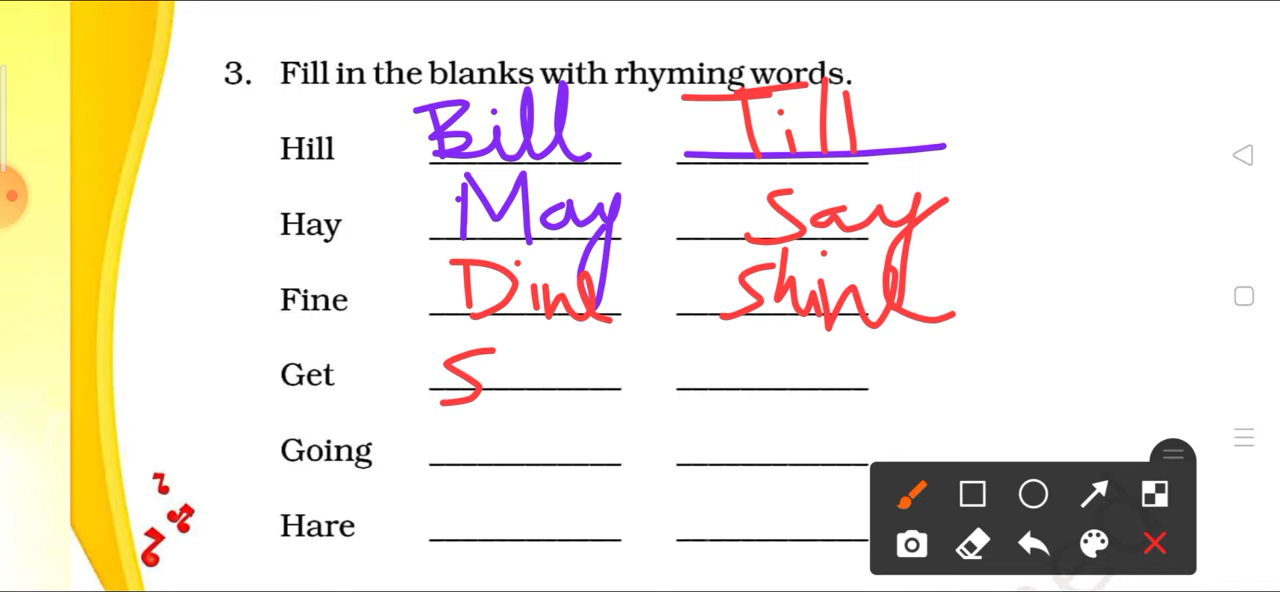 3. Fill in the blanks with rhyming words.
Hill Bill Till
Hay May Say
Fine Dine Shine
Get S
Going
Hare